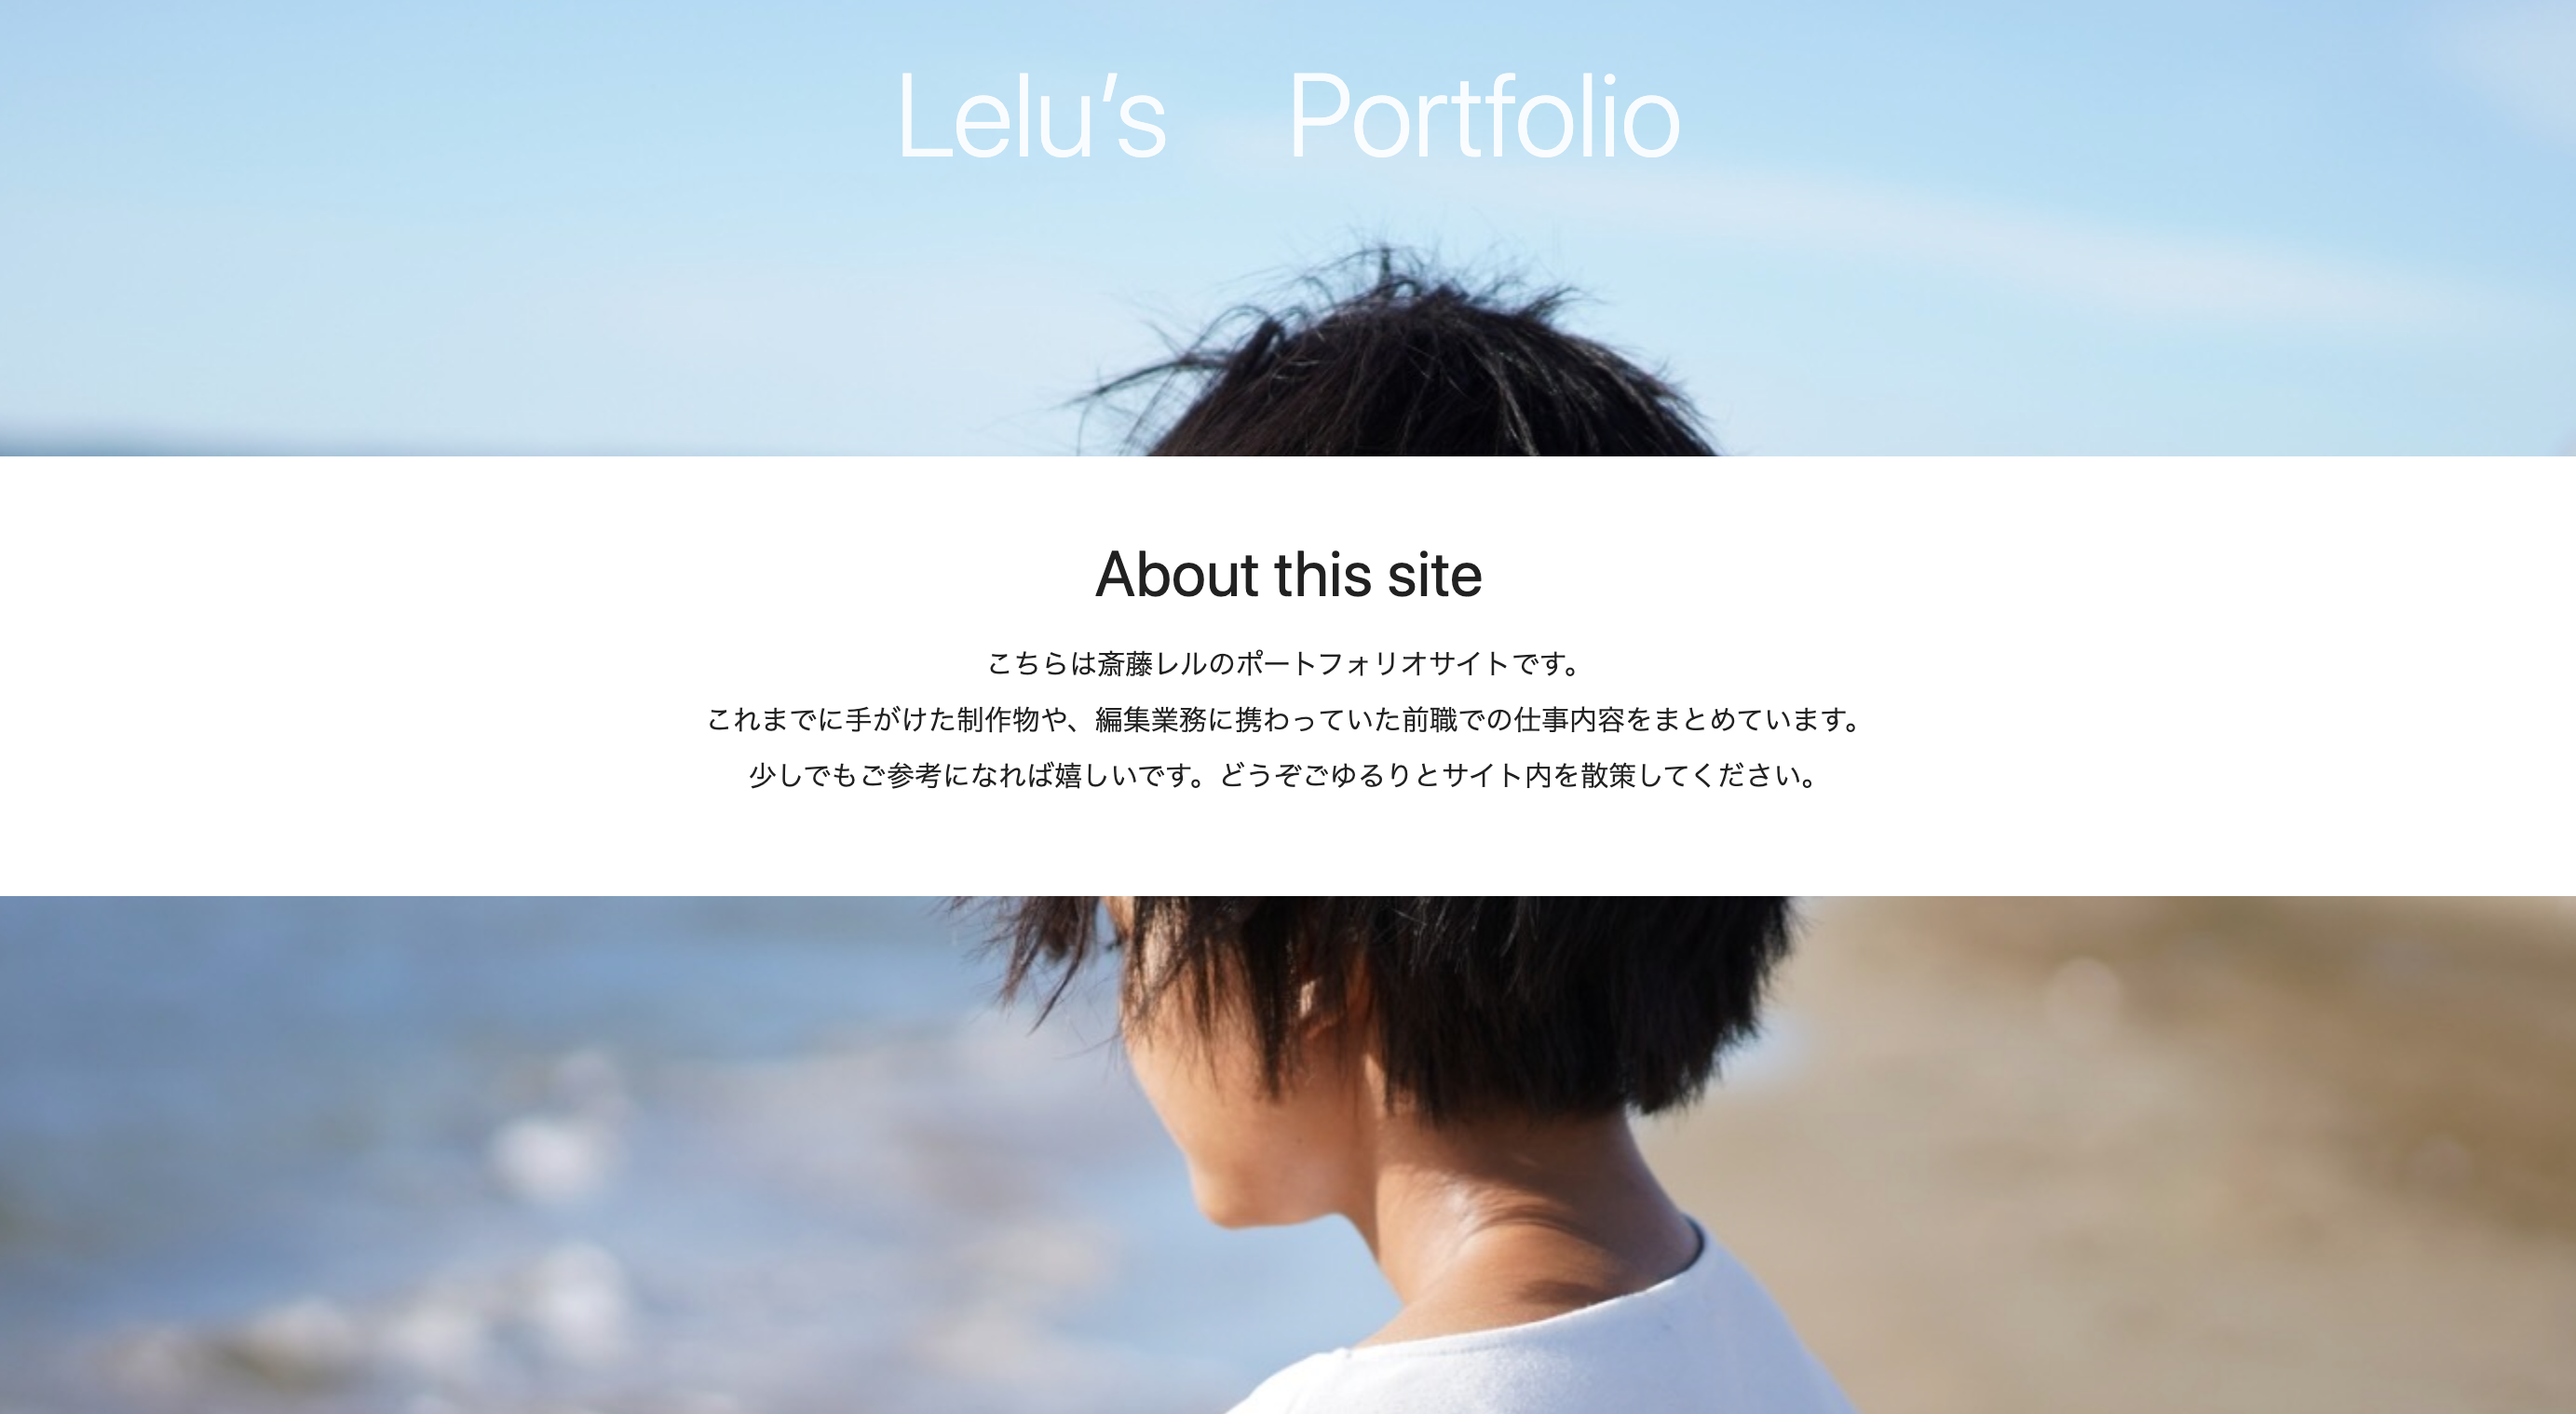 Lelu’s Portfolio
About this site
こちらは斎藤レルのポートフォリオサイトです。
これまでに手がけた制作物や、編集業務に携わっていた前職での仕事内容をまとめています。
少しでもご参考になれば嬉しいです。どうぞごゆるりとサイト内を散策してください。